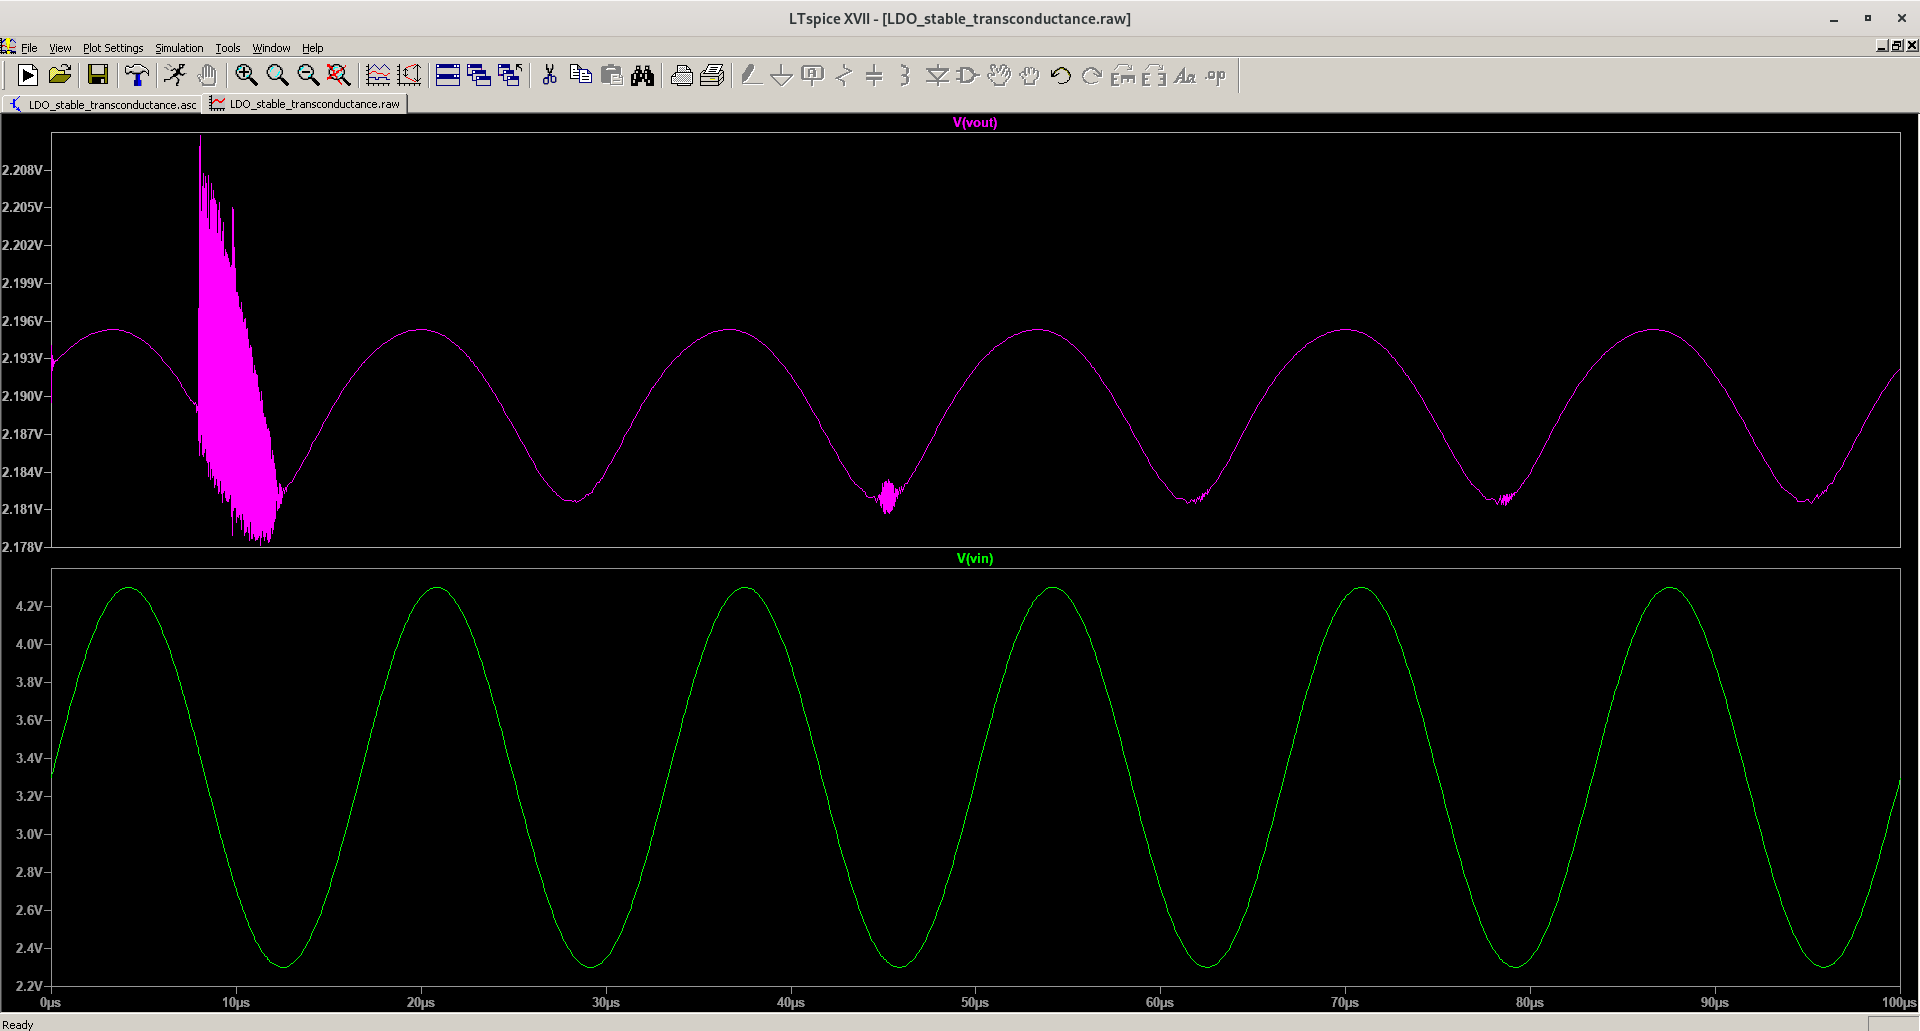 LTspice XVII - [LDO_stable_transconductance.raw]
File View Plot Settings Simulation Tools Window Help
LDO_stable_transconductance.asc LDO_stable_transconductance.raw
V(vout)
2.208V
2.205V
2.202V
2.199V
2.196V
2.193V
2.190V
2.187V
2.184V
2.181V
2.178V
V(vin)
4.2V
4.0V
3.8V
3.6V
3.4V
3.2V
3.0V
2.8V
2.6V
2.4V
2.2V
0µs 10µs 20µs 30µs 40µs 50µs 60µs 70µs 80µs 90µs 100µs
Ready